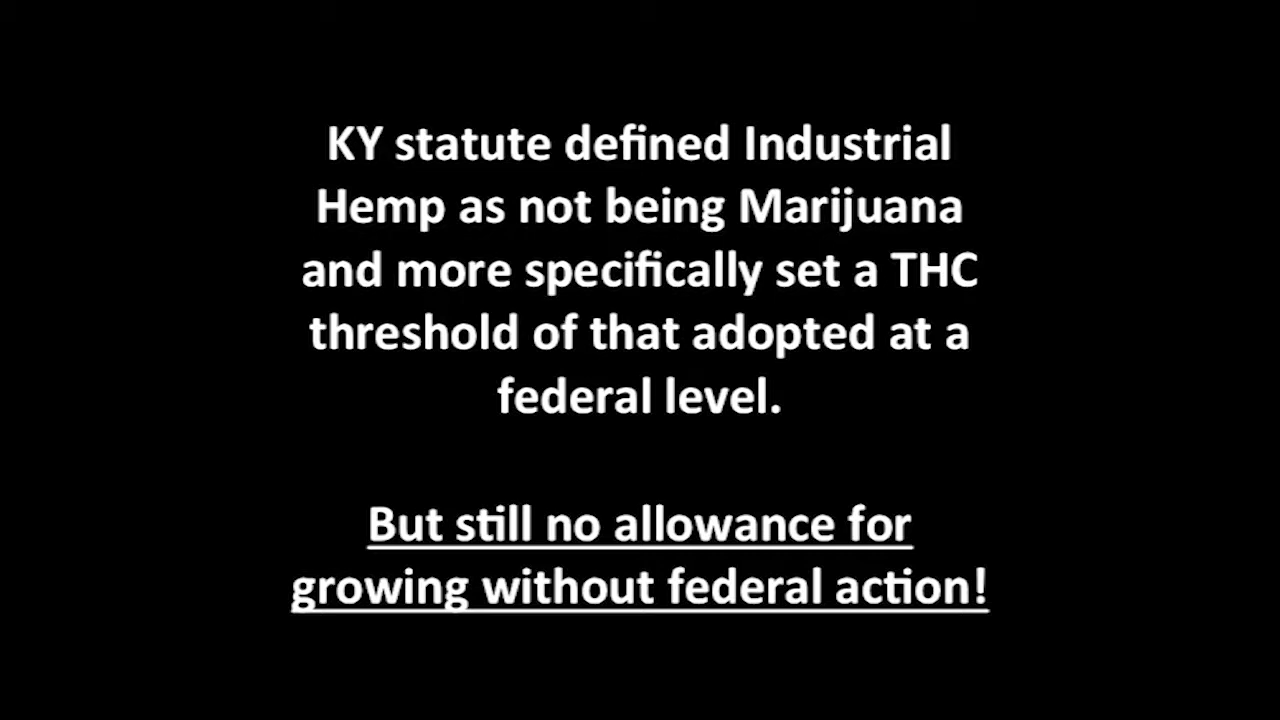 KY statute defined Industrial
Hemp as not being Marijuana
and more specifically set a THC
threshold of that adopted at a
federal level.
But still no allowance for
growing without federal action!